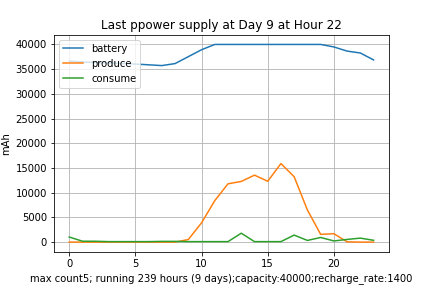 Last ppower supply at Day 9 at Hour 22
40000
35000
30000
25000
20000
15000
10000
5000
0
mAh
battery
produce
consume
0 5 10 15 20
max count5; running 239 hours (9 days);capacity:40000;recharge_rate:1400